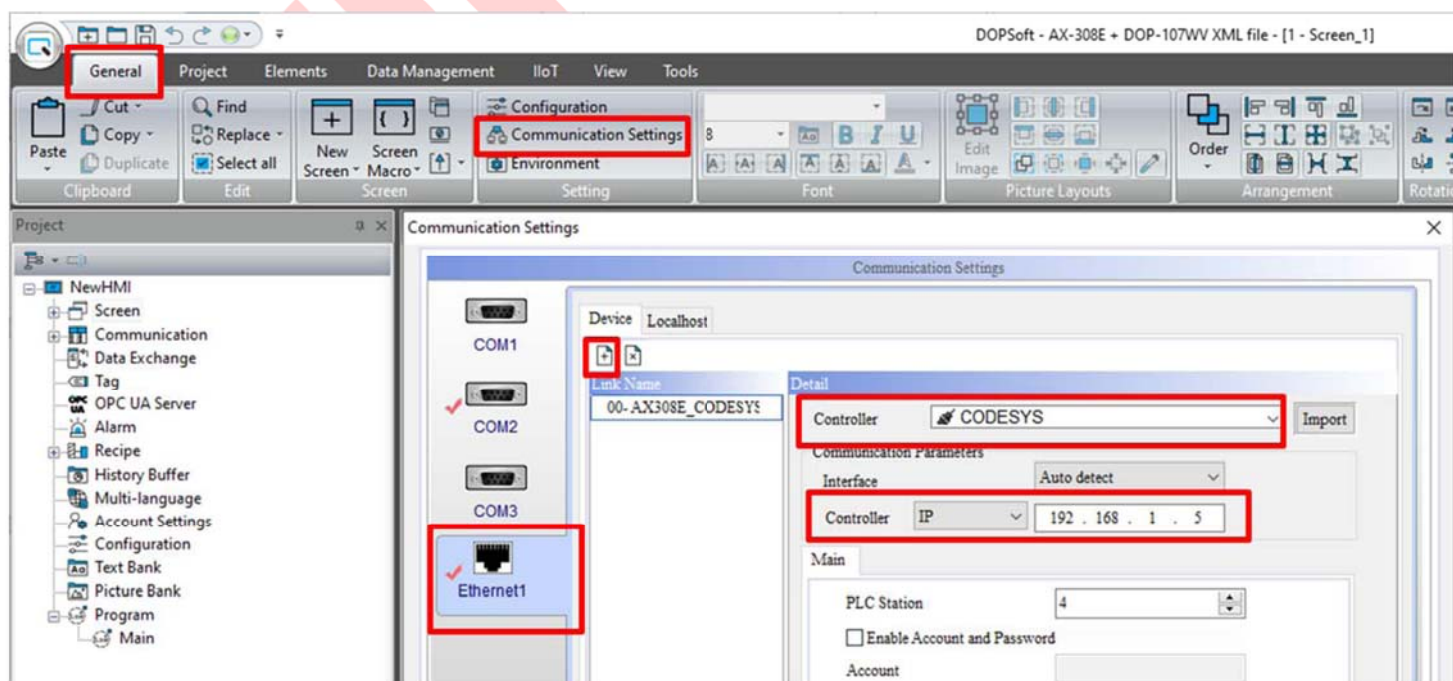 DOPSoft - AX-308E + DOP-107WV XML file - [1 - Screen_1]
General Project Elements Data Management IIoT View Tools
Paste
Cut
Copy
Duplicate
Clipboard
Find
Replace
Select all
Edit
New Screen
Screen Macro
Screen
Configuration
Communication Settings
Environment
Setting
8
B I U
Font
Edit Image
Picture Layouts
Order
Arrangement
Project
NewHMI
Screen
Communication
Data Exchange
Tag
OPC UA Server
Alarm
Recipe
History Buffer
Multi-language
Account Settings
Configuration
Text Bank
Picture Bank
Program
Main
Communication Settings
Communication Settings
COM1
COM2
COM3
Ethernet1
Device Localhost
Link Name
00- AX308E_CODESYS
Detail
Controller CODESYS Import
Communication Parameters
Interface Auto detect
Controller IP 192 . 168 . 1 . 5
Main
PLC Station 4
Enable Account and Password
Account